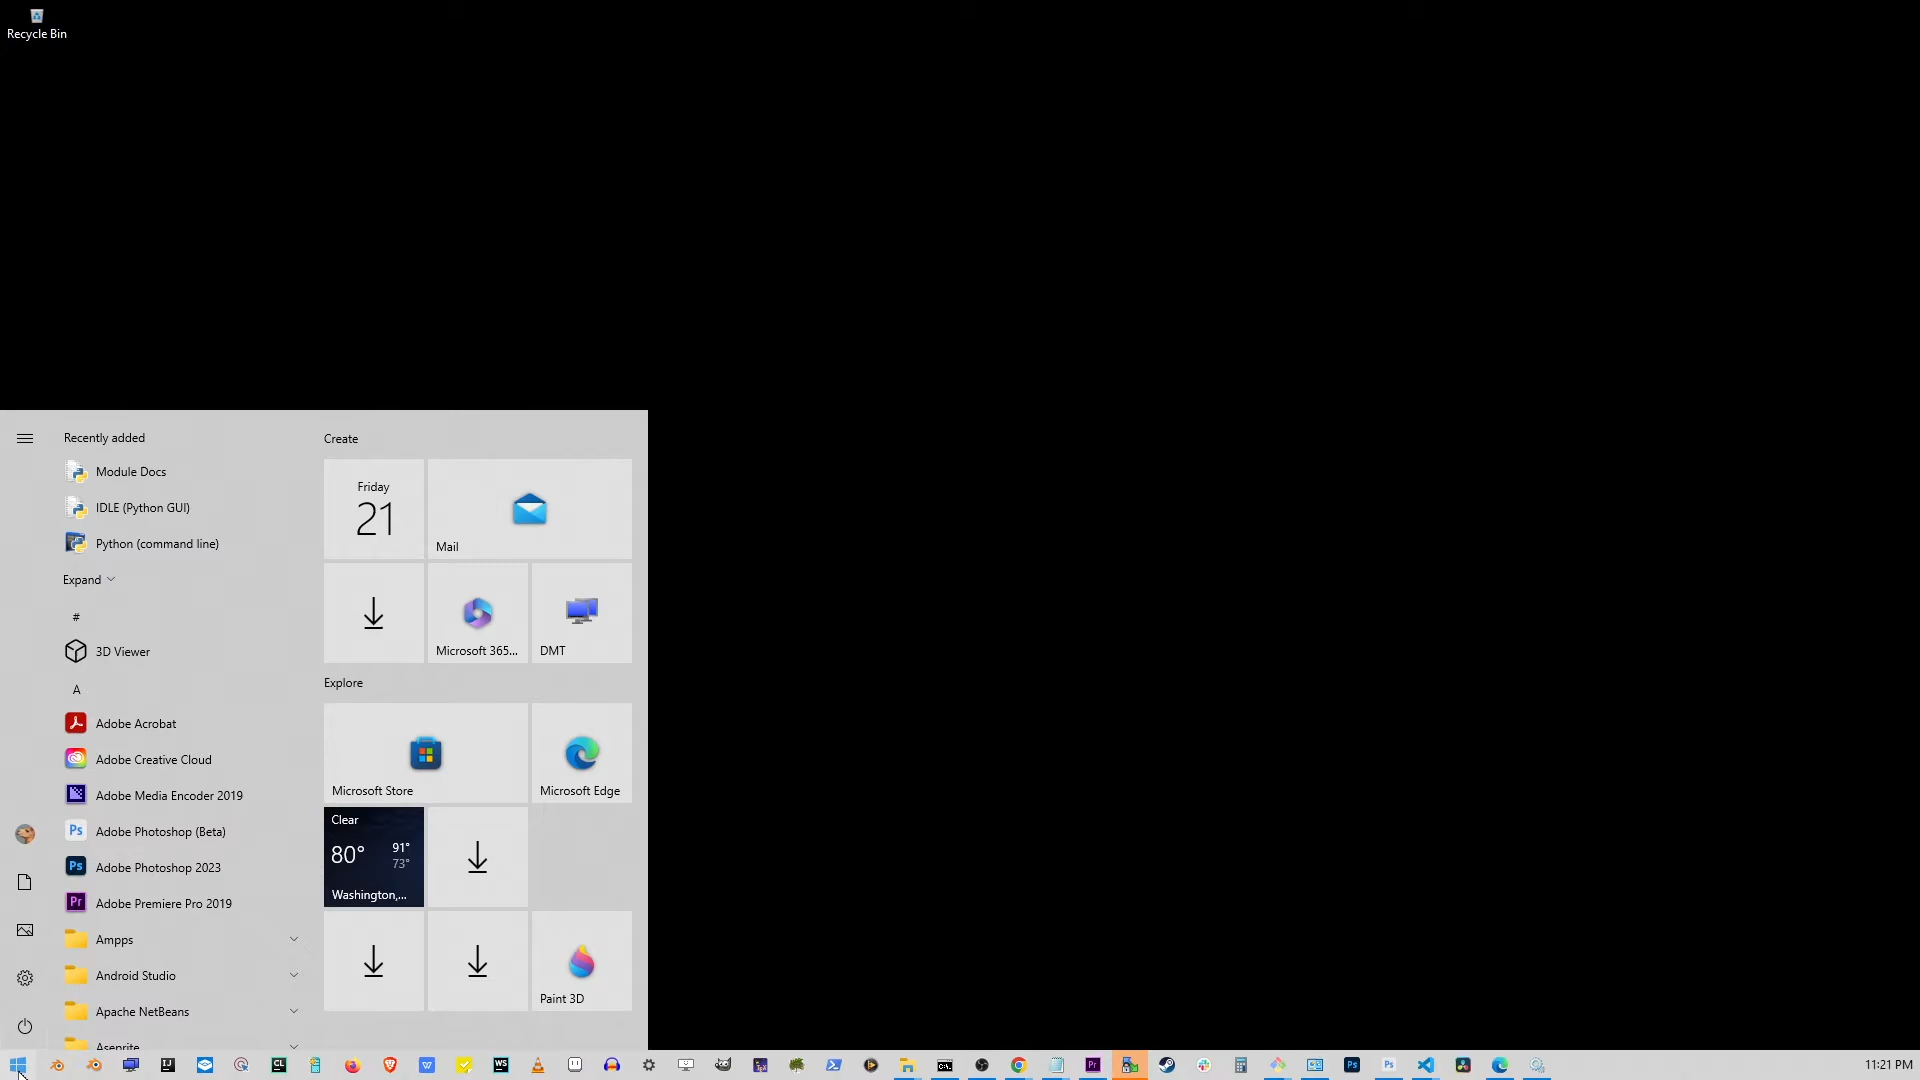 Recycle Bin
Recently added
Module Docs
IDLE (Python GUI)
Python (command line)
Expand
#
3D Viewer
A
Adobe Acrobat
Adobe Creative Cloud
Adobe Media Encoder 2019
Adobe Photoshop (Beta)
Adobe Photoshop 2023
Adobe Premiere Pro 2019
Ampps
Android Studio
Apache NetBeans
Aseprite
Create
Friday
21
Mail
Microsoft 365...
DMT
Explore
Microsoft Store
Microsoft Edge
Clear
80° 91°
73°
Washington,...
Paint 3D
11:21 PM